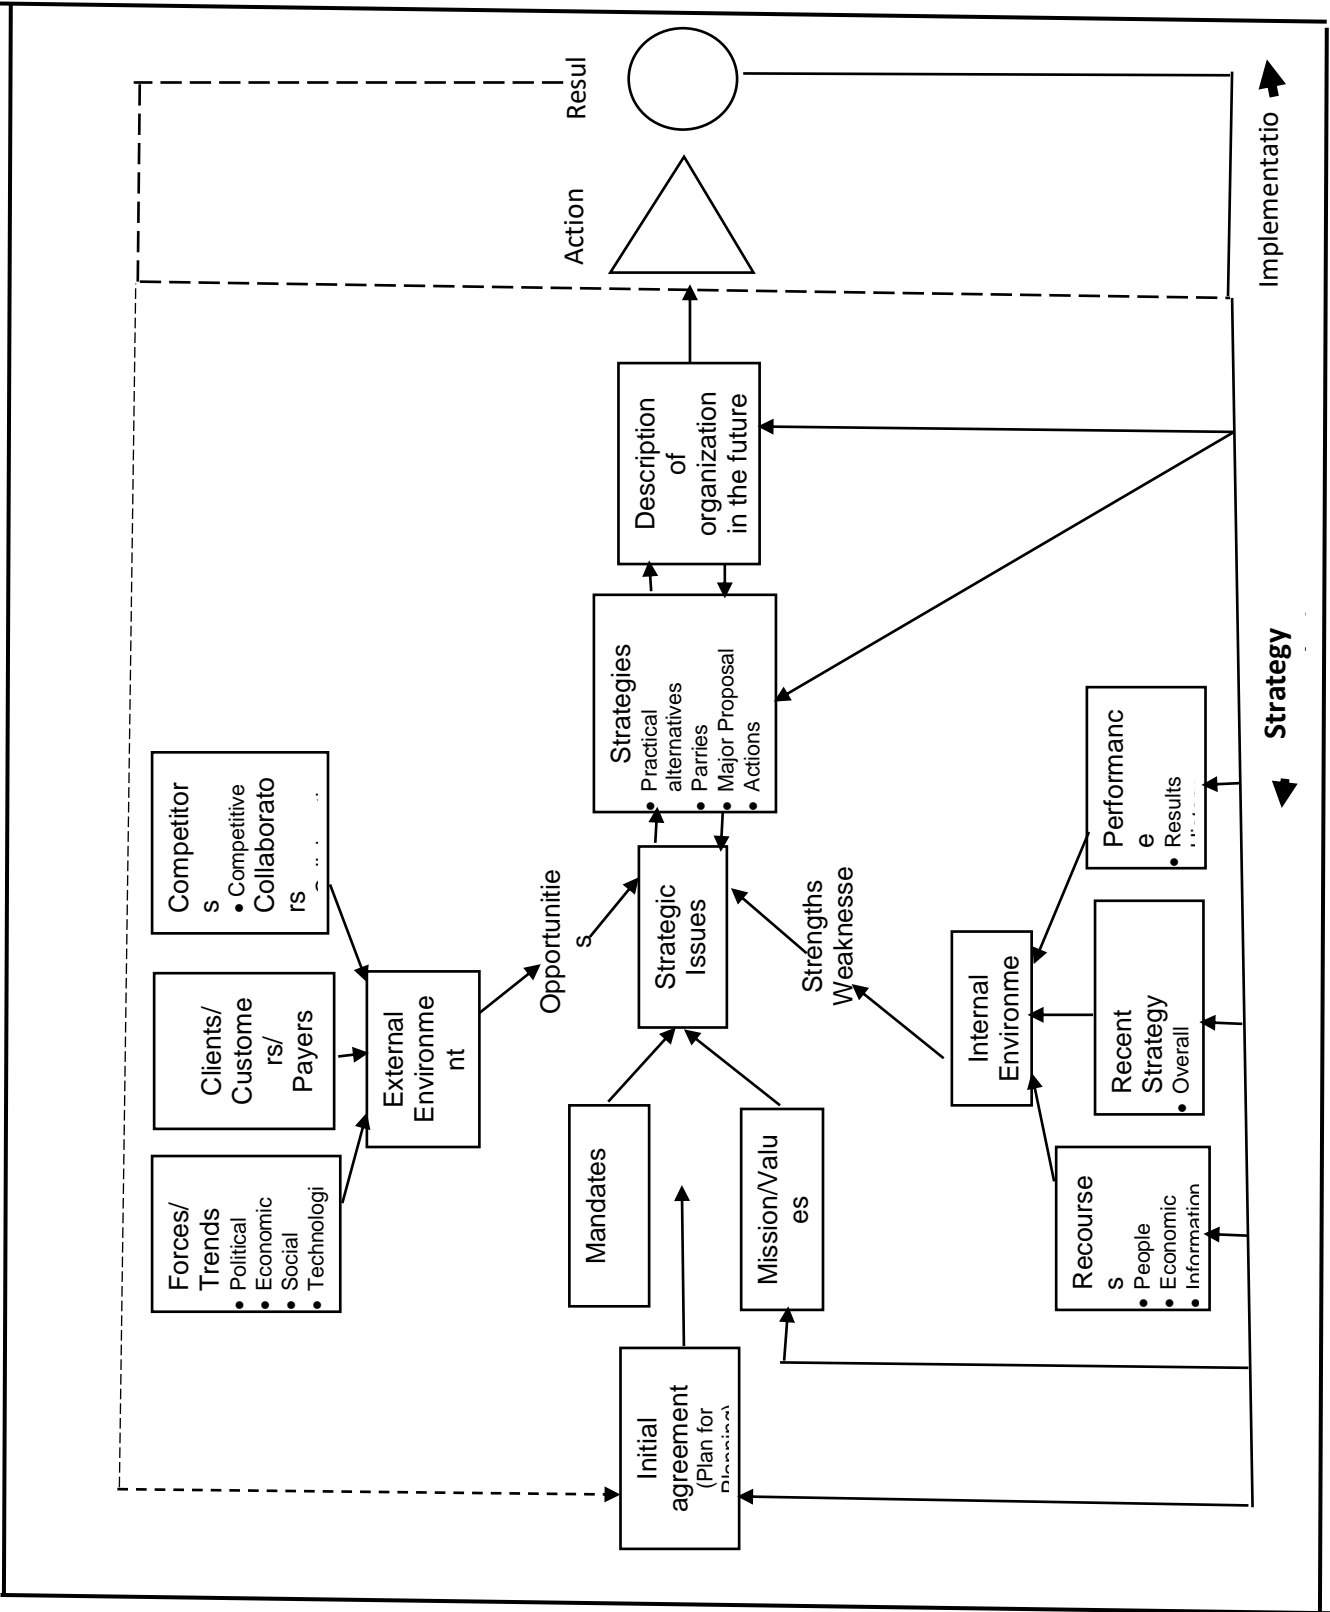 Forces/
Trends
• Political
• Economic
• Social
• Technologi
Clients/
Custome
rs/
Payers
Competitor
s
• Competitive
Collaborato
rs
External
Environme
nt
Opportunitie
s
Initial
agreement
(Plan for
Planning)
Mandates
Mission/Valu
es
Strategic
Issues
Strategies
• Practical
alternatives
• Parries
• Major Proposal
• Actions
Description
of
organization
in the future
Action
Resul
Strengths
Weaknesse
Internal
Environme
Recourse
s
• People
• Economic
• Information
Recent
Strategy
• Overall
Performanc
e
• Results
Strategy
Implementatio